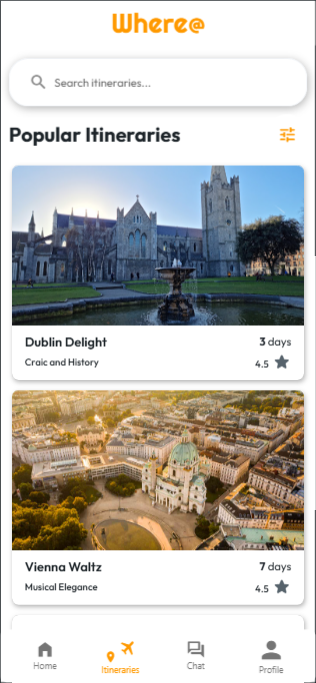 Where@
Search itineraries...
Popular Itineraries
Dublin Delight 3 days
Craic and History 4.5
Vienna Waltz 7 days
Musical Elegance 4.5
Home Itineraries Chat Profile